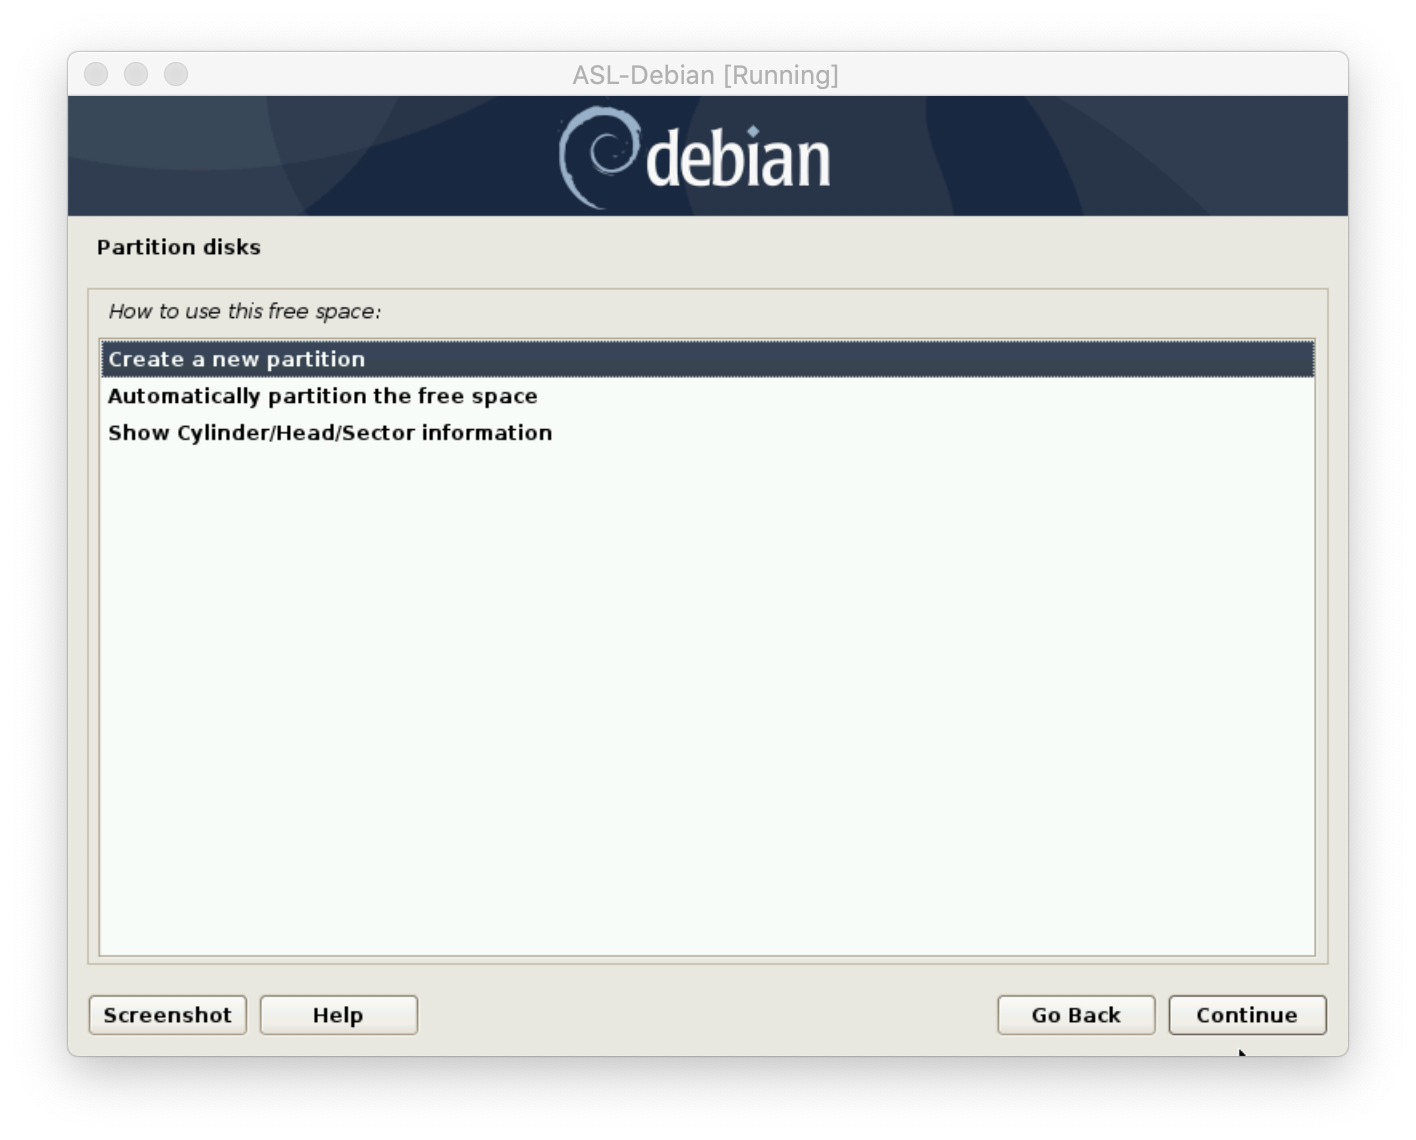 ASL-Debian [Running]
debian
Partition disks
How to use this free space:
Create a new partition
Automatically partition the free space
Show Cylinder/Head/Sector information
Screenshot
Help
Go Back
Continue